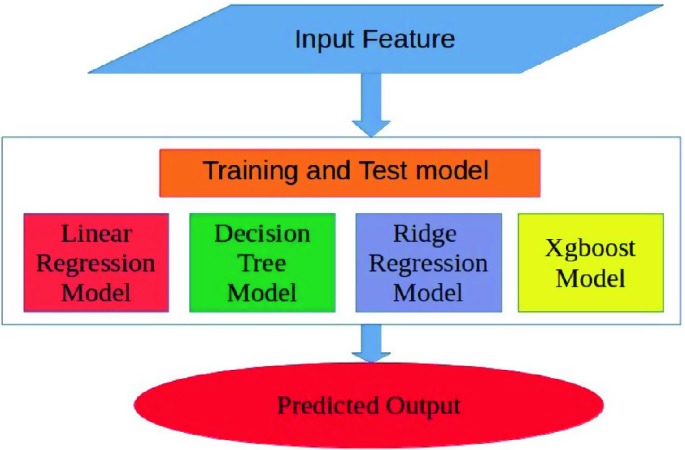 Input Feature
Training and Test model
Linear
Regression
Model
Decision
Tree
Model
Ridge
Regression
Model
Xgboost
Model
Predicted Output